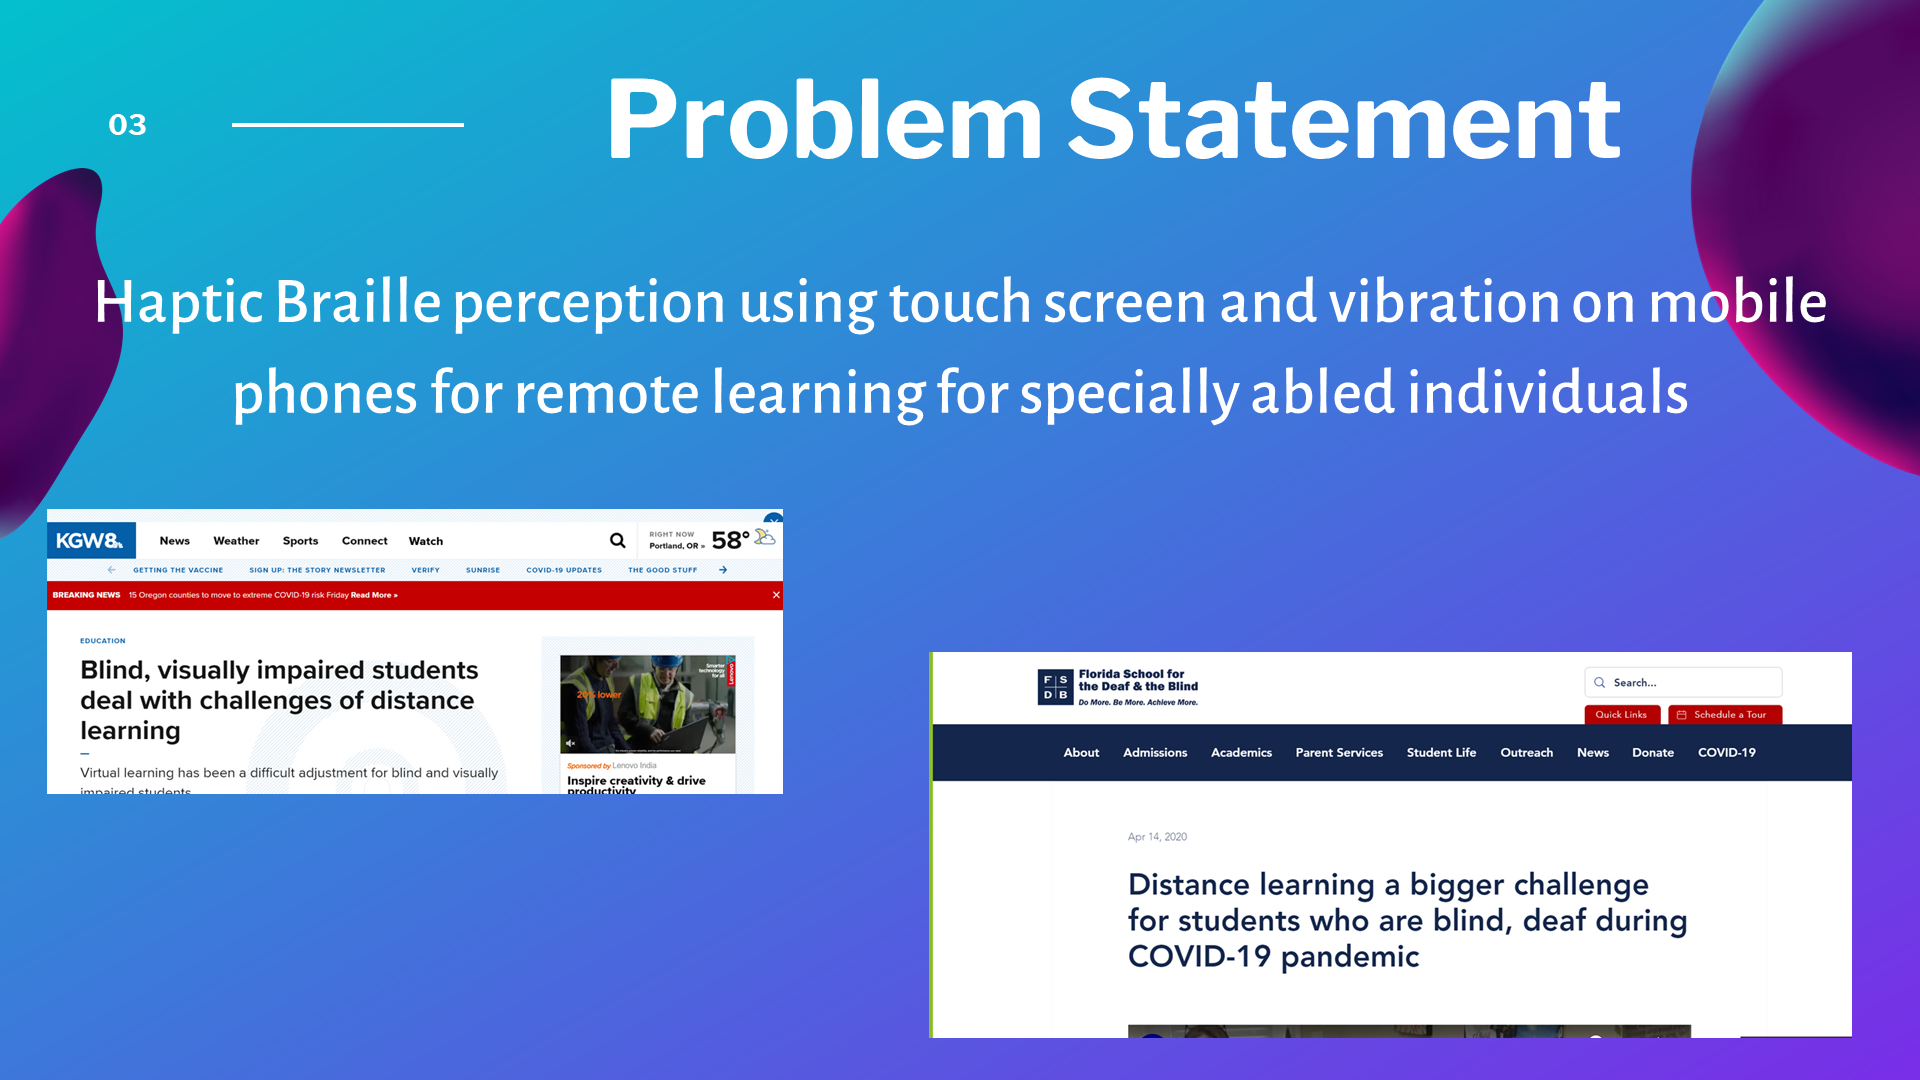 03
Problem Statement
Haptic Braille perception using touch screen and vibration on mobile
phones for remote learning for specially abled individuals
KGW8 News Weather Sports Connect Watch
RIGHT NOW
Portland, OR »
58°
GETTING THE VACCINE SIGN UP: THE STORY NEWSLETTER VERIFY SUNRISE COVID-19 UPDATES THE GOOD STUFF
BREAKING NEWS 15 Oregon counties to move to extreme COVID-19 risk Friday Read More »
EDUCATION
Blind, visually impaired students
deal with challenges of distance
learning
Virtual learning has been a difficult adjustment for blind and visually
impaired students
Smarter
technology
for all
Lenovo
20% lower
Sponsored by Lenovo India
Inspire creativity & drive
productivity
F S
D B
Florida School for
the Deaf & the Blind
Do More. Be More. Achieve More.
Search...
Quick Links Schedule a Tour
About Admissions Academics Parent Services Student Life Outreach News Donate COVID-19
Apr 14, 2020
Distance learning a bigger challenge
for students who are blind, deaf during
COVID-19 pandemic